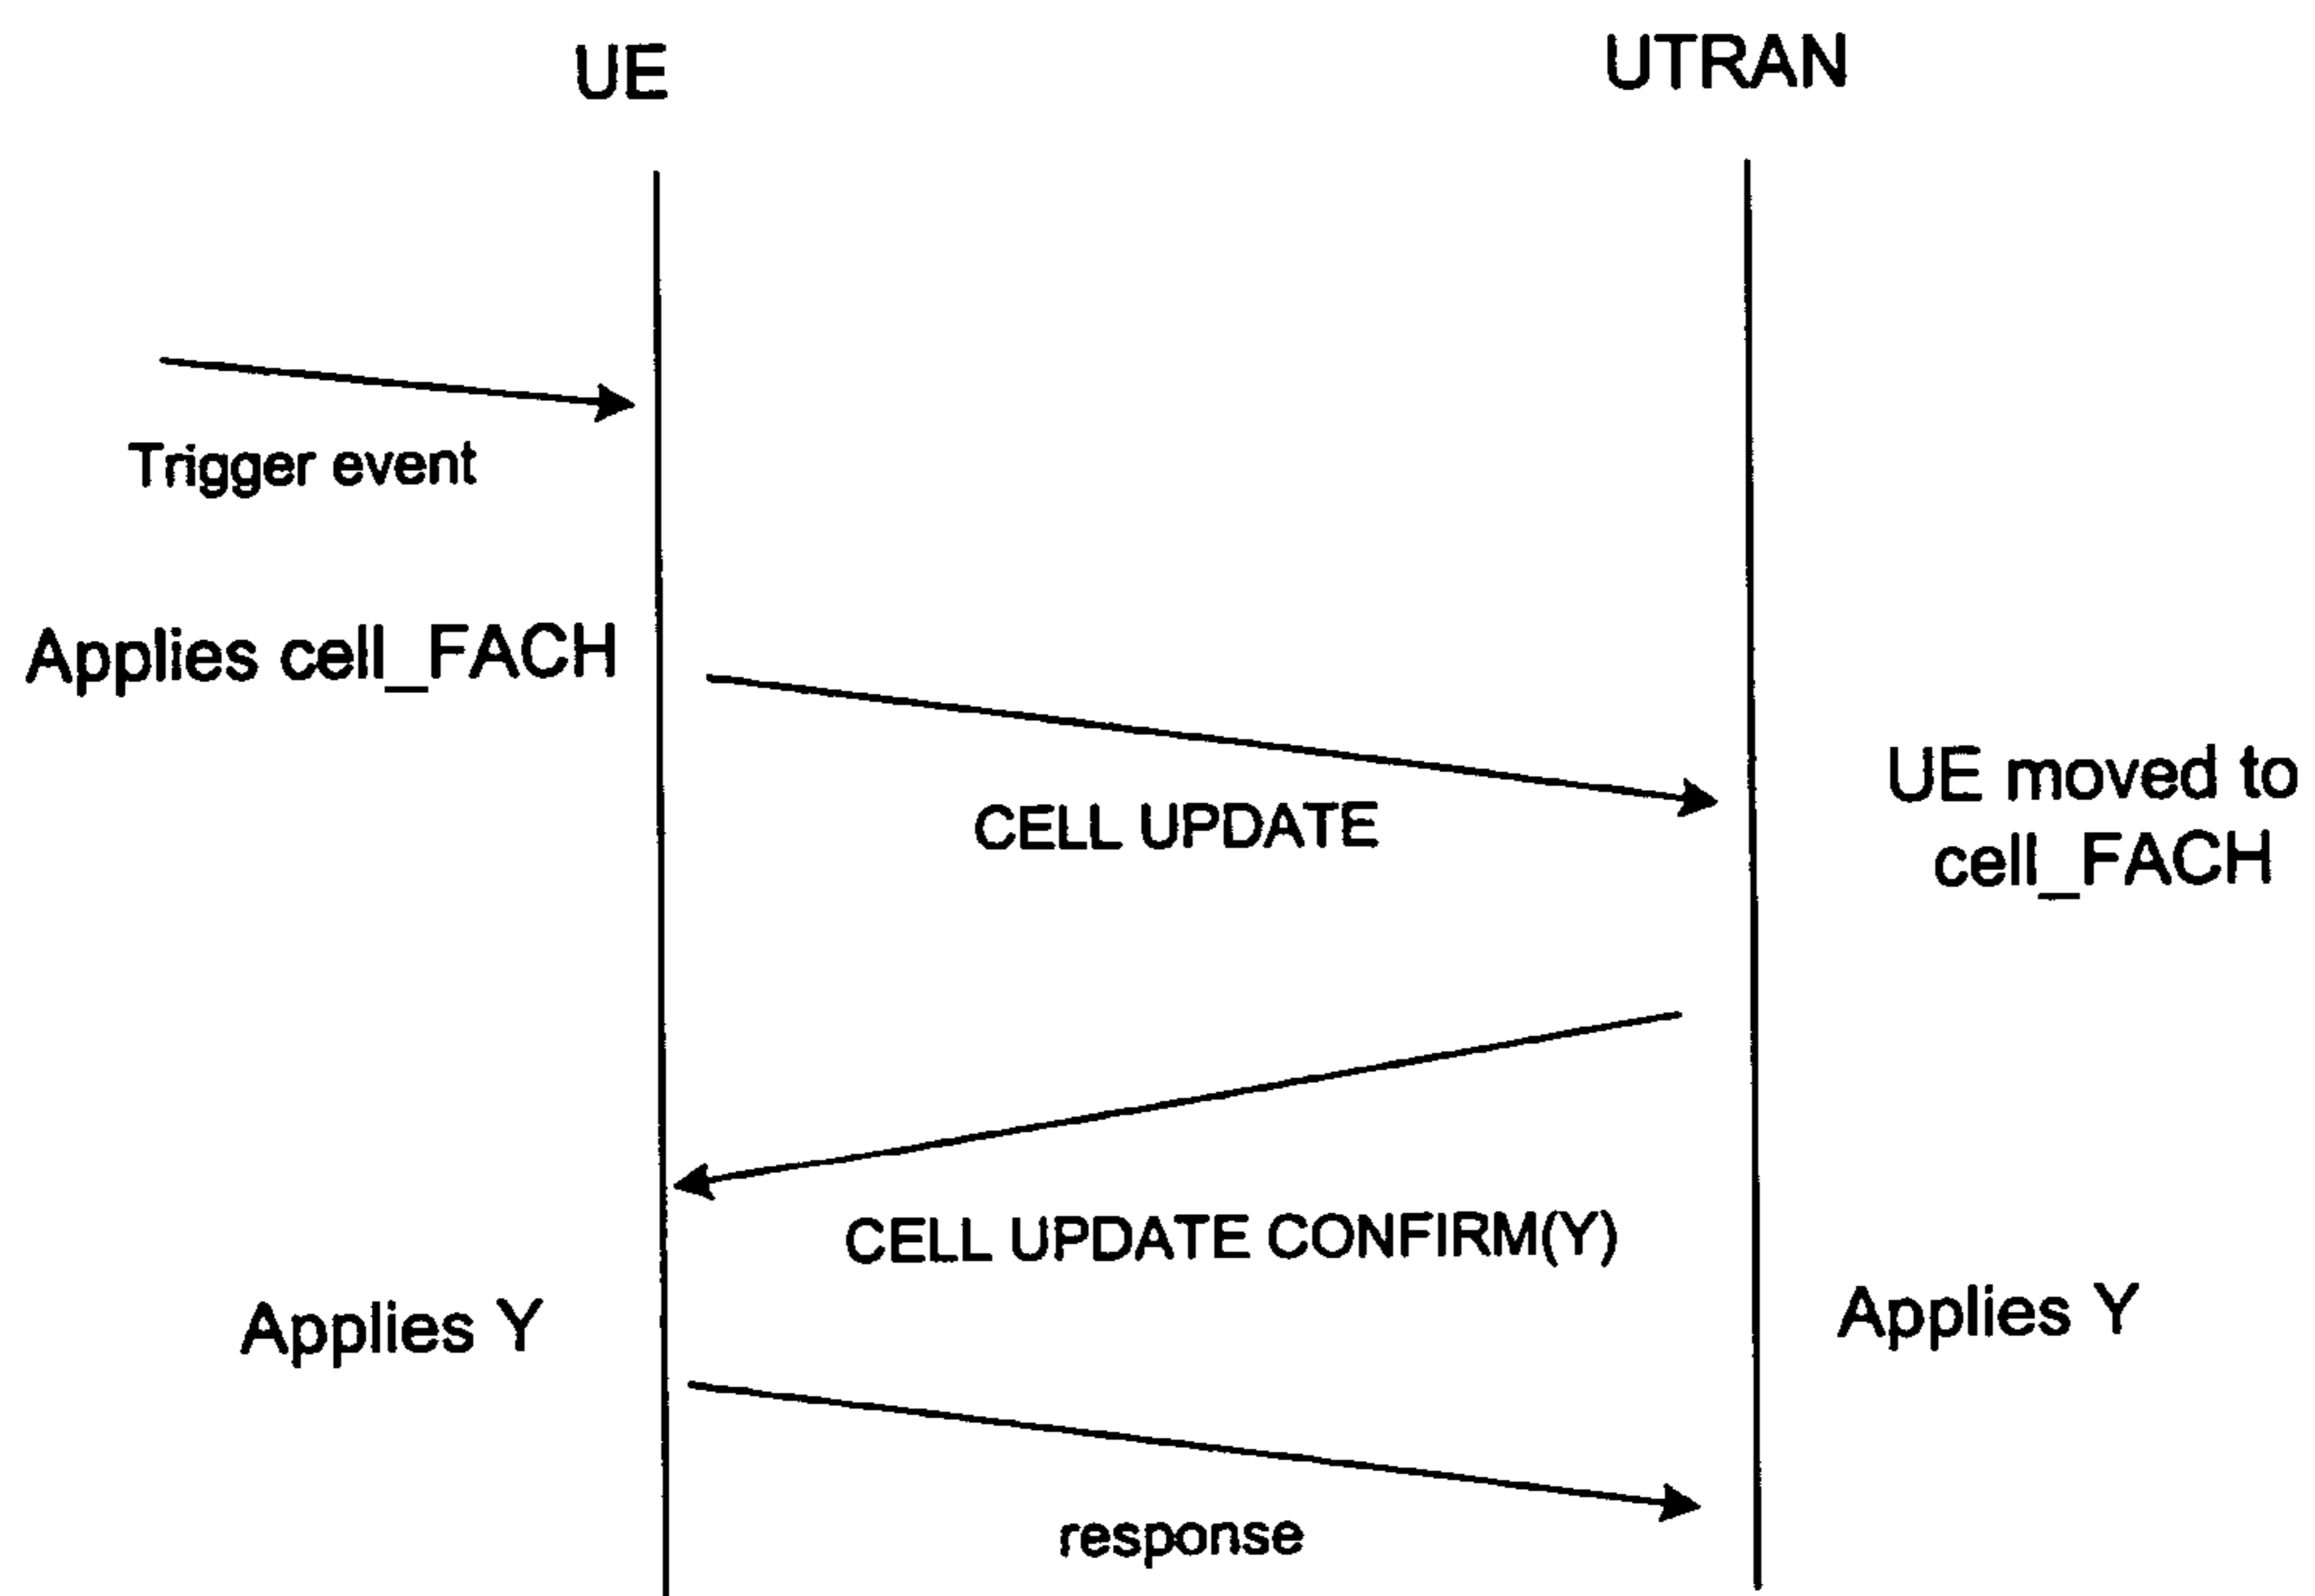 UE
UTRAN
Trigger event
Applies cell_FACH
CELL UPDATE
UE moved to
cell_FACH
CELL UPDATE CONFIRM(Y)
Applies Y
Applies Y
response